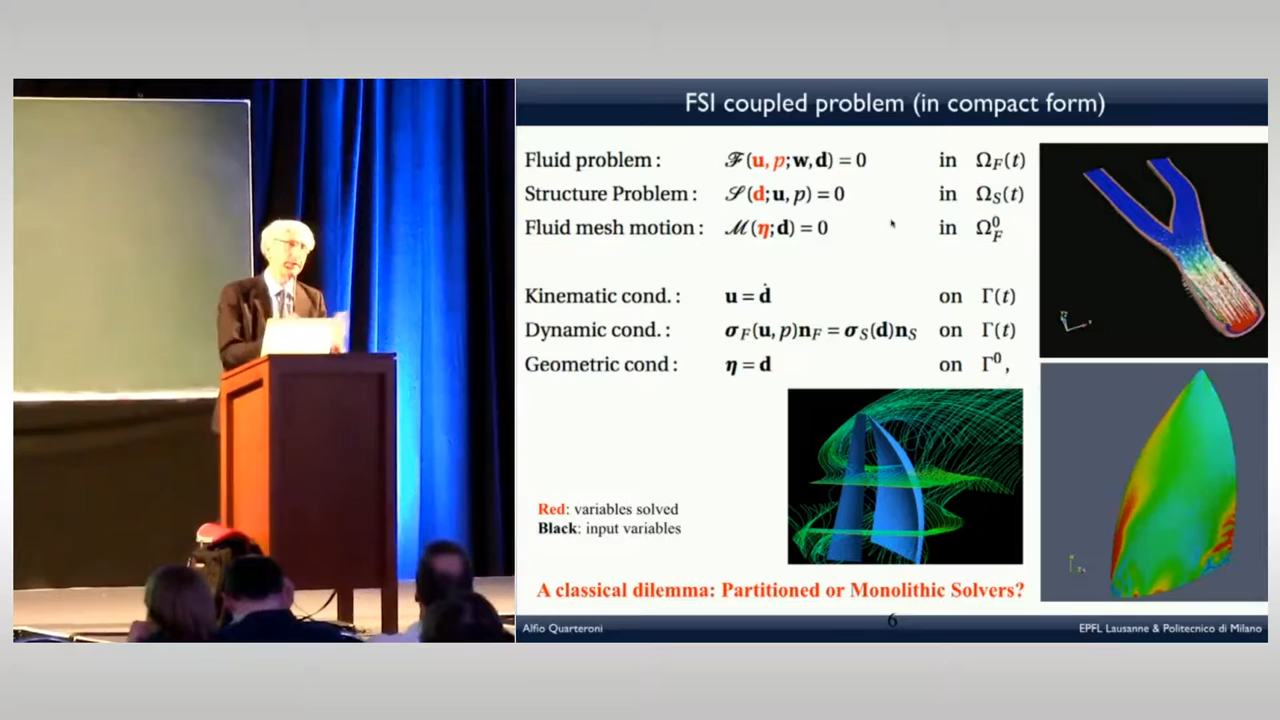 FSI coupled problem (in compact form)
Fluid problem : ℱ(u, p; w, d) = 0 in Ω_F(t)
Structure Problem : 𝒮(d; u, p) = 0 in Ω_S(t)
Fluid mesh motion : ℳ(η; d) = 0 in Ω_F^0
Kinematic cond. : u = ḋ on Γ(t)
Dynamic cond. : σ_F(u, p)n_F = σ_S(d)n_S on Γ(t)
Geometric cond : η = d on Γ^0,
Red: variables solved
Black: input variables
A classical dilemma: Partitioned or Monolithic Solvers?
Alfio Quarteroni 6 EPFL Lausanne & Politecnico di Milano